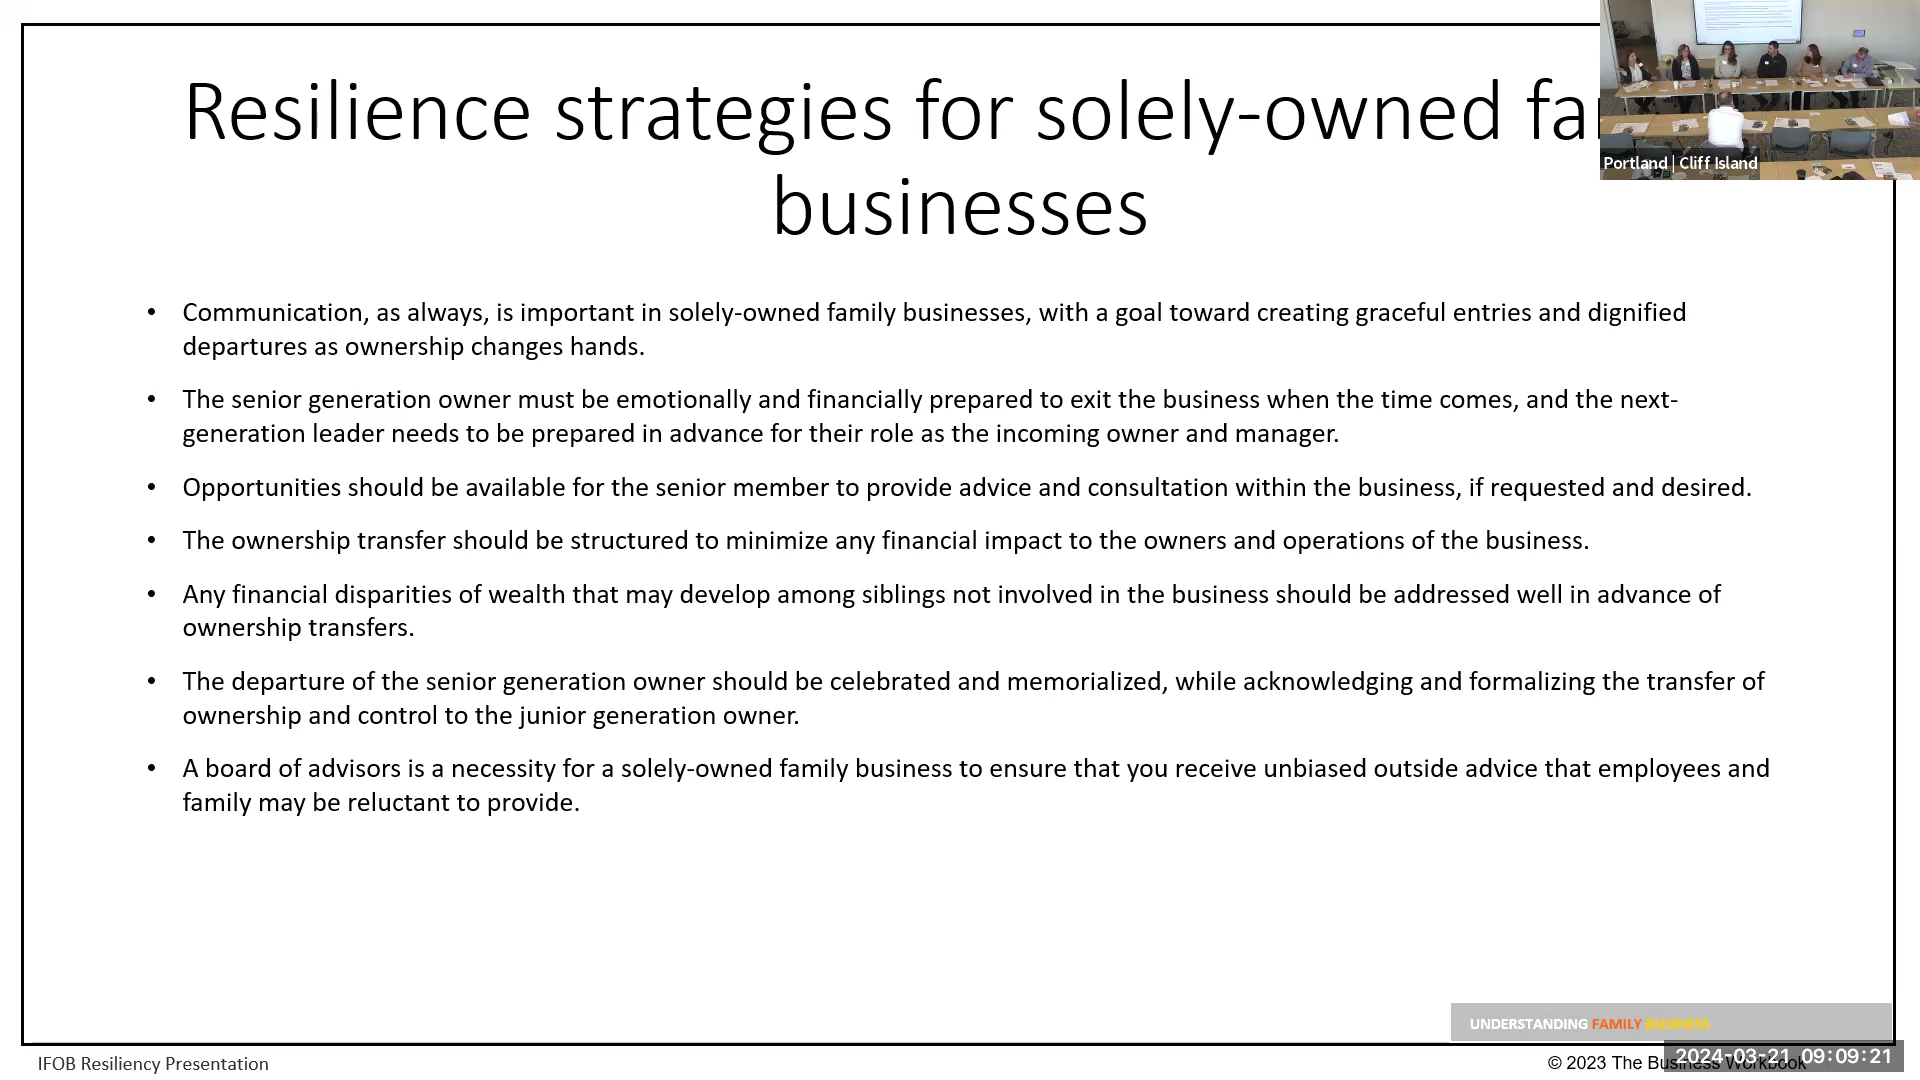 Resilience strategies for solely-owned fa
businesses
Portland | Cliff Island
• Communication, as always, is important in solely-owned family businesses, with a goal toward creating graceful entries and dignified
departures as ownership changes hands.
• The senior generation owner must be emotionally and financially prepared to exit the business when the time comes, and the next-
generation leader needs to be prepared in advance for their role as the incoming owner and manager.
• Opportunities should be available for the senior member to provide advice and consultation within the business, if requested and desired.
• The ownership transfer should be structured to minimize any financial impact to the owners and operations of the business.
• Any financial disparities of wealth that may develop among siblings not involved in the business should be addressed well in advance of
ownership transfers.
• The departure of the senior generation owner should be celebrated and memorialized, while acknowledging and formalizing the transfer of
ownership and control to the junior generation owner.
• A board of advisors is a necessity for a solely-owned family business to ensure that you receive unbiased outside advice that employees and
family may be reluctant to provide.
UNDERSTANDING FAMILY BUSINESS
IFOB Resiliency Presentation
© 2023 The Business Workbook
2024-03-21 09:09:21